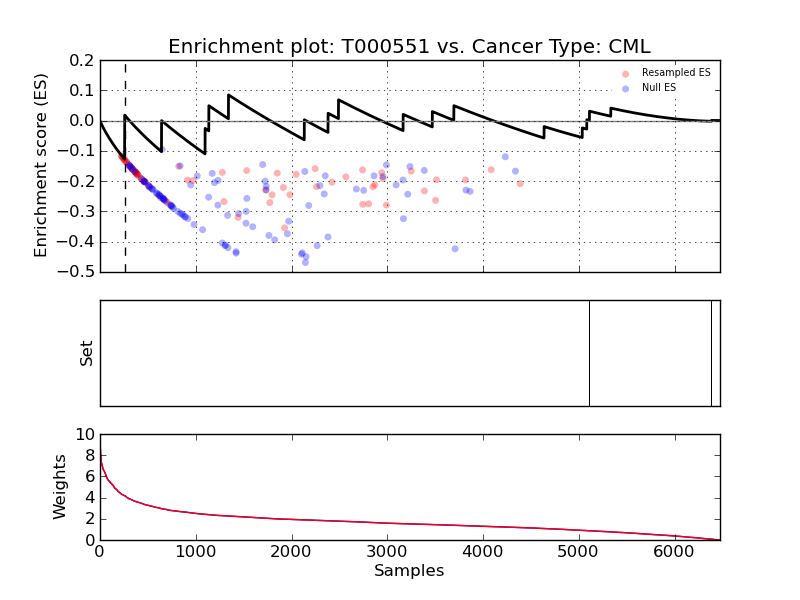 Enrichment plot: T000551 vs. Cancer Type: CML
Enrichment score (ES)
0.2
0.1
0.0
−0.1
−0.2
−0.3
−0.4
−0.5
Resampled ES
Null ES
Set
Weights
10
8
6
4
2
0
0 1000 2000 3000 4000 5000 6000
Samples